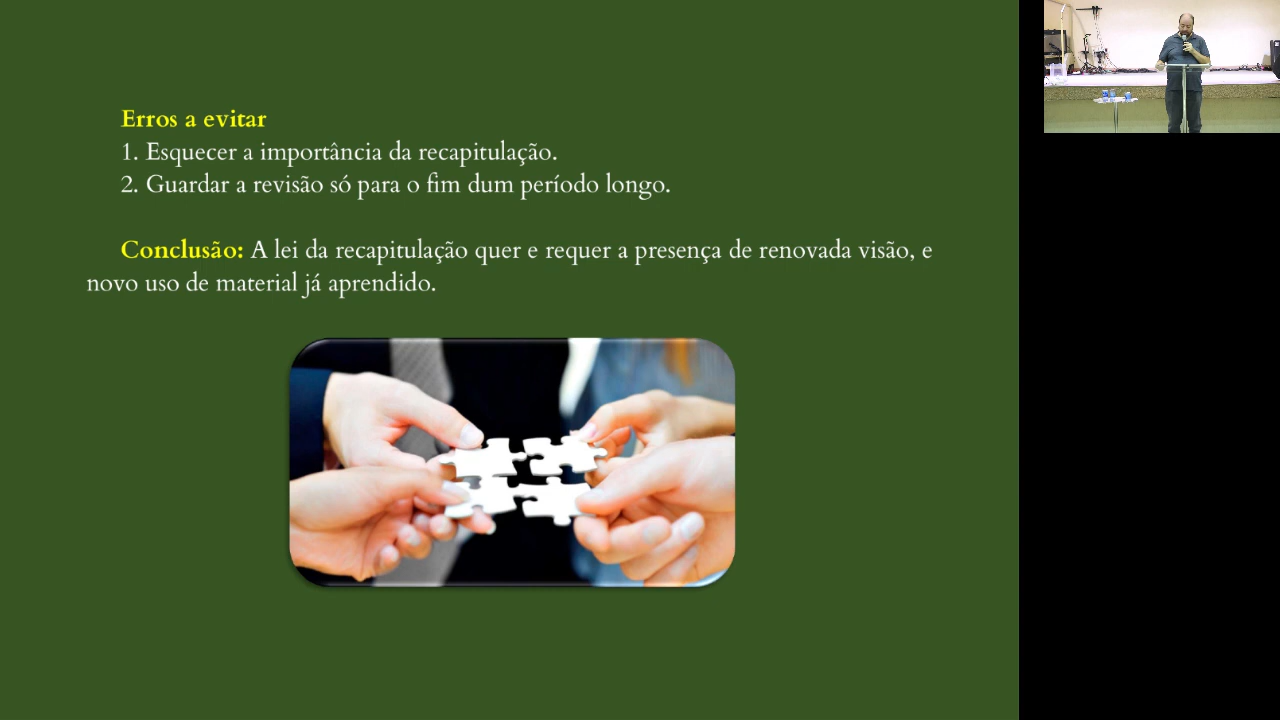 Erros a evitar
1. Esquecer a importância da recapitulação.
2. Guardar a revisão só para o fim dum período longo.
Conclusão: A lei da recapitulação quer e requer a presença de renovada visão, e
novo uso de material já aprendido.